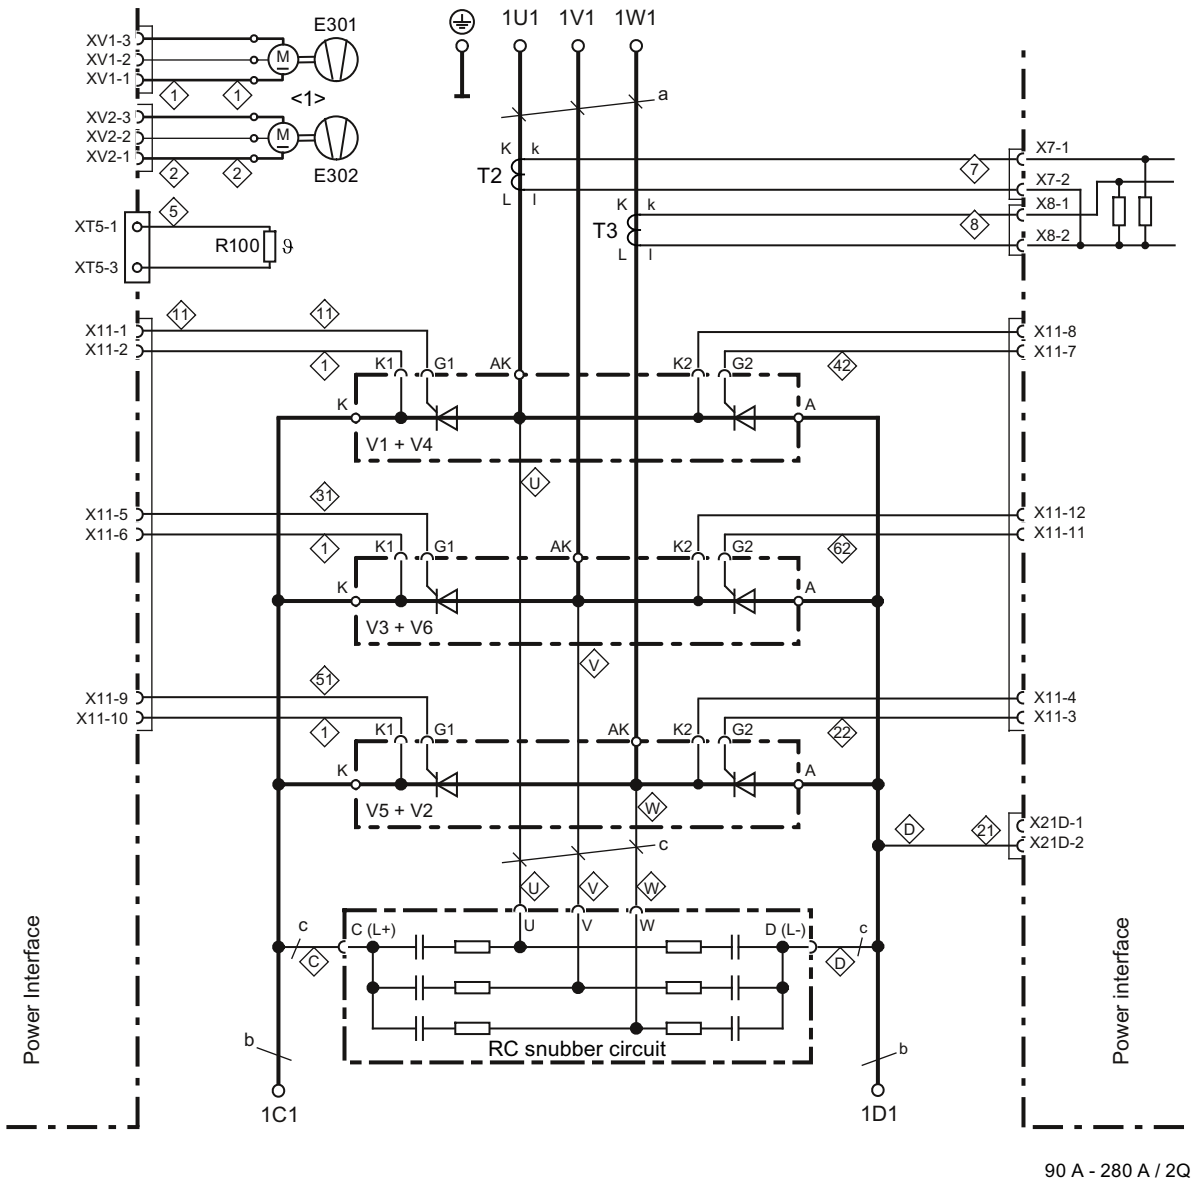 1U1 1V1 1W1
E301
XV1-3
XV1-2
XV1-1
M
1 1
<1>
a
XV2-3
XV2-2
XV2-1
M
2 2
E302
K k
T2
L l
7
X7-1
X7-2
K k
T3
L l
8
X8-1
X8-2
5
XT5-1
R100 ϑ
XT5-3
11 11
X11-1
X11-2
1
K1 G1 AK K2 G2
42
X11-8
X11-7
K A
V1 + V4
U
31
X11-5
X11-6
1
K1 G1 AK K2 G2
62
X11-12
X11-11
K A
V3 + V6
V
51
X11-9
X11-10
1
K1 G1 AK K2 G2
22
X11-4
X11-3
K A
V5 + V2
W
D 21
X21D-1
X21D-2
c
U V W
c C (L+) U V W D (L-) c
C D
RC snubber circuit
b b
1C1 1D1
Power Interface
Power interface
90 A - 280 A / 2Q